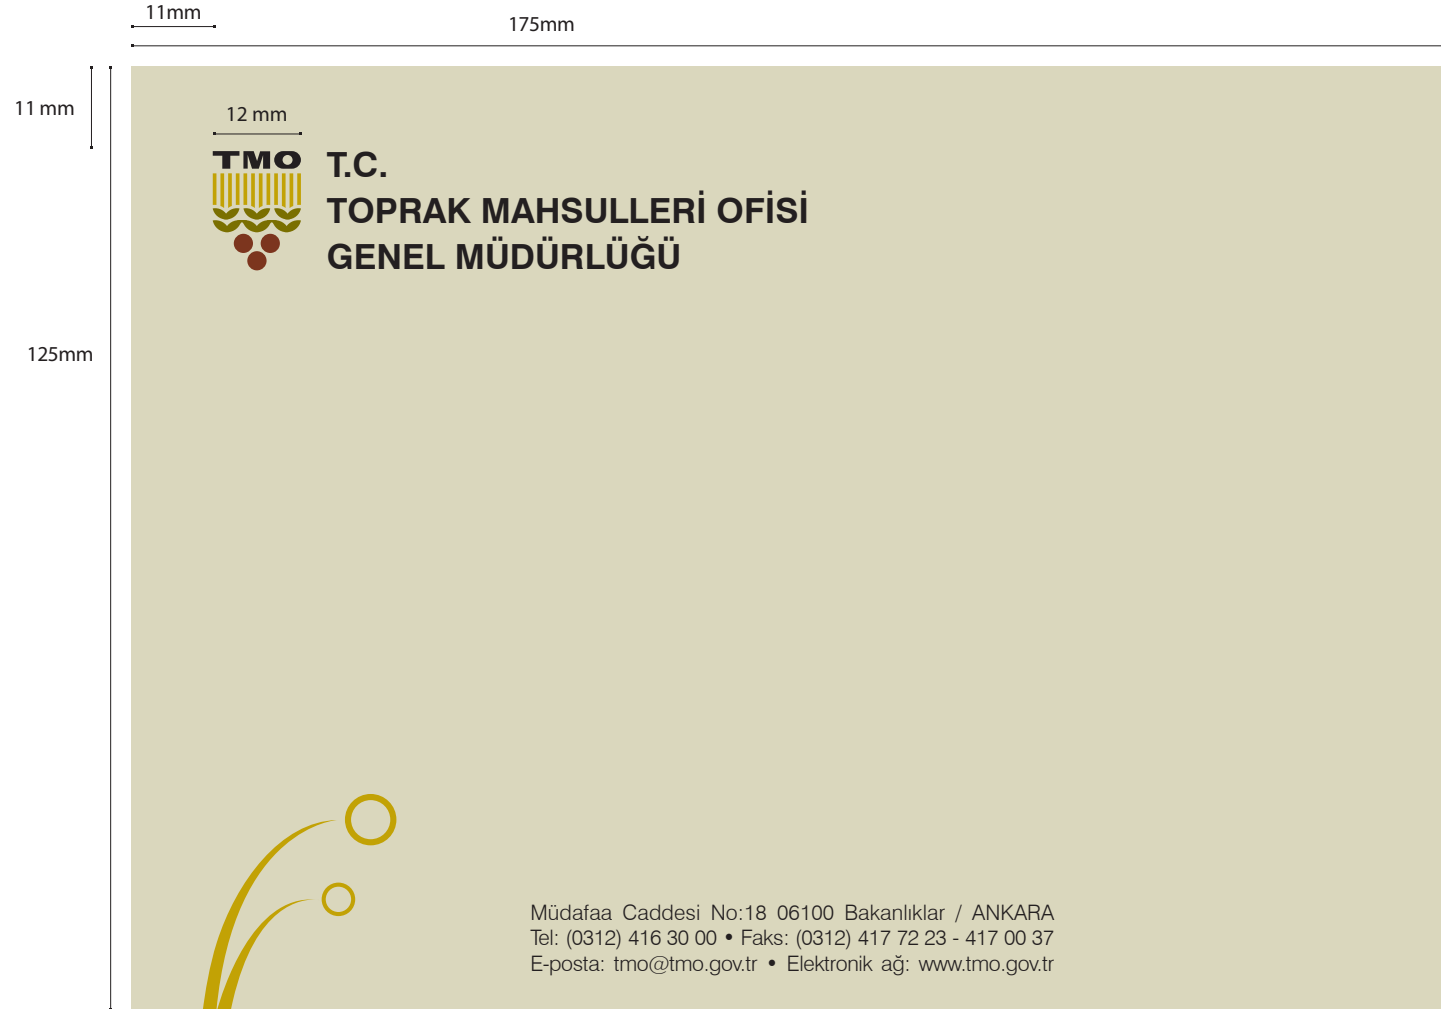 11mm
175mm
11 mm
12 mm
TMO
T.C.
TOPRAK MAHSULLERİ OFİSİ
GENEL MÜDÜRLÜĞÜ
125mm
Müdafaa Caddesi No:18 06100 Bakanlıklar / ANKARA
Tel: (0312) 416 30 00 • Faks: (0312) 417 72 23 - 417 00 37
E-posta: tmo@tmo.gov.tr • Elektronik ağ: www.tmo.gov.tr